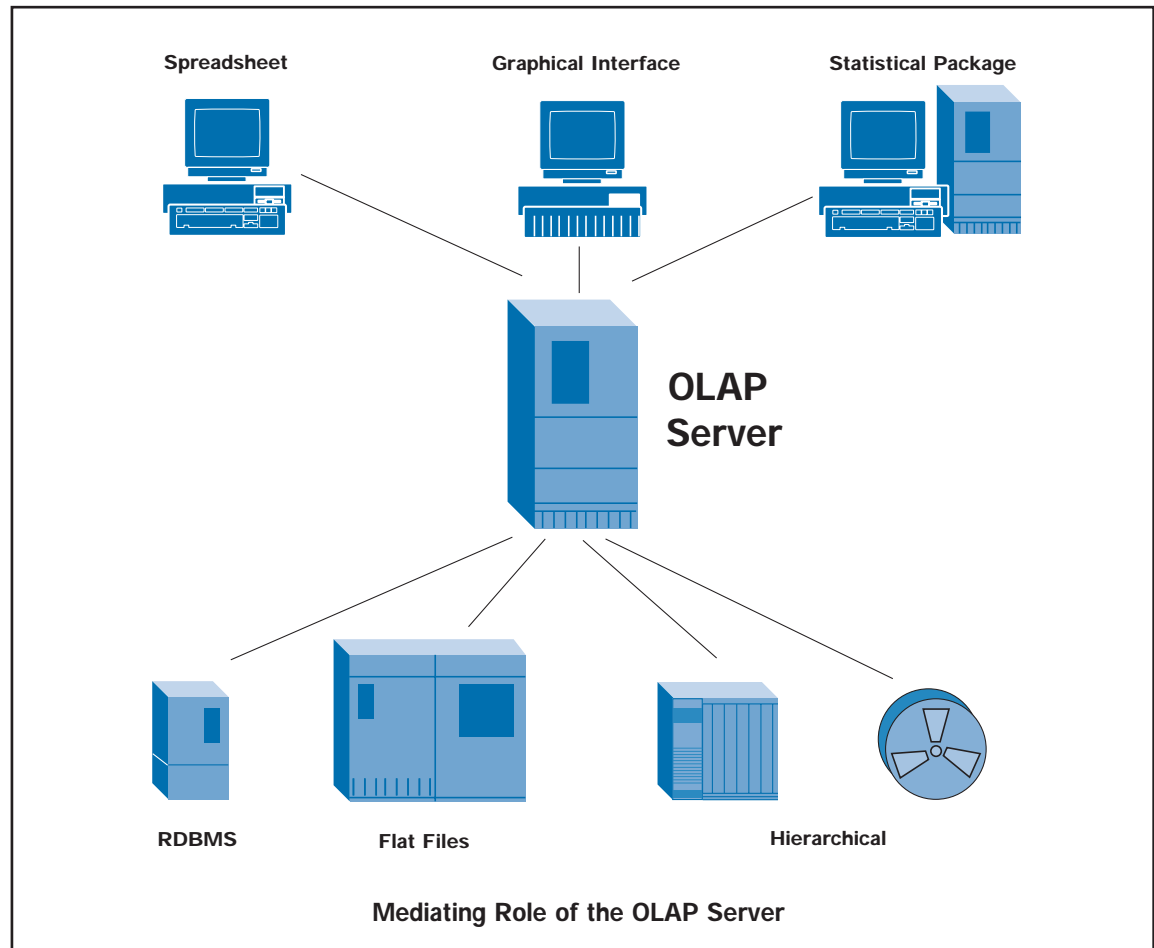 Spreadsheet
Graphical Interface
Statistical Package
OLAP
Server
RDBMS
Flat Files
Hierarchical
Mediating Role of the OLAP Server